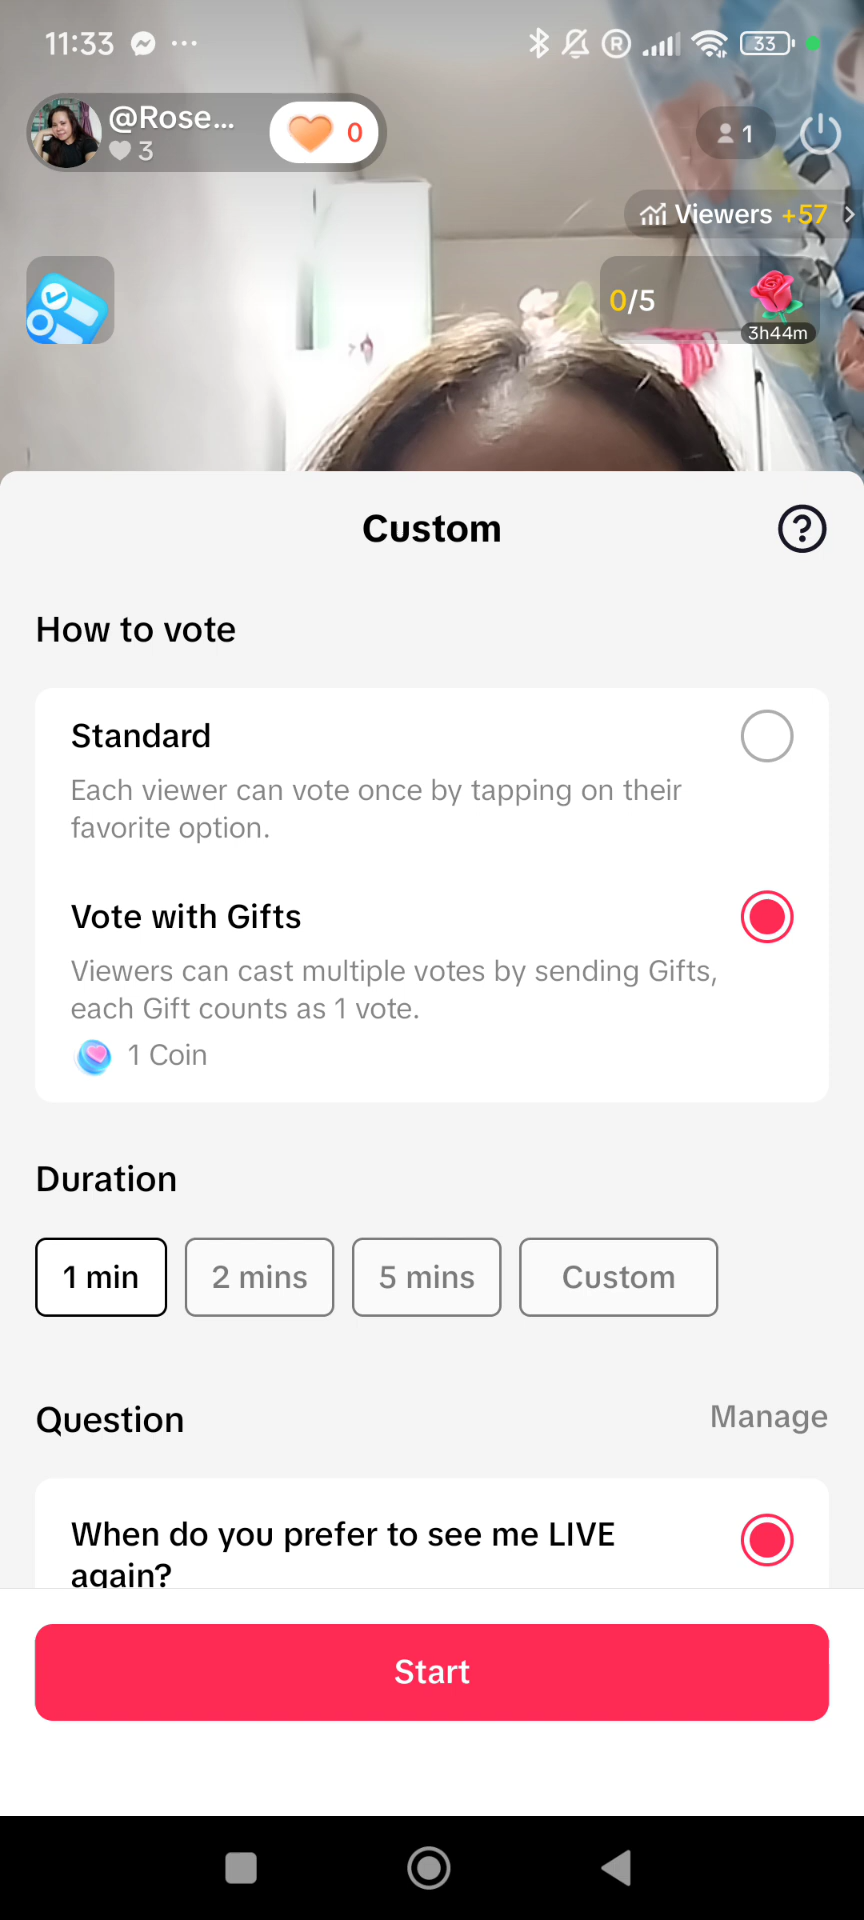 11:33 ... R 33
@Rose... 0 1
3
Viewers +57
0/5
3h44m
Custom ?
How to vote
Standard
Each viewer can vote once by tapping on their
favorite option.
Vote with Gifts
Viewers can cast multiple votes by sending Gifts,
each Gift counts as 1 vote.
1 Coin
Duration
1 min 2 mins 5 mins Custom
Question Manage
When do you prefer to see me LIVE
again?
Start